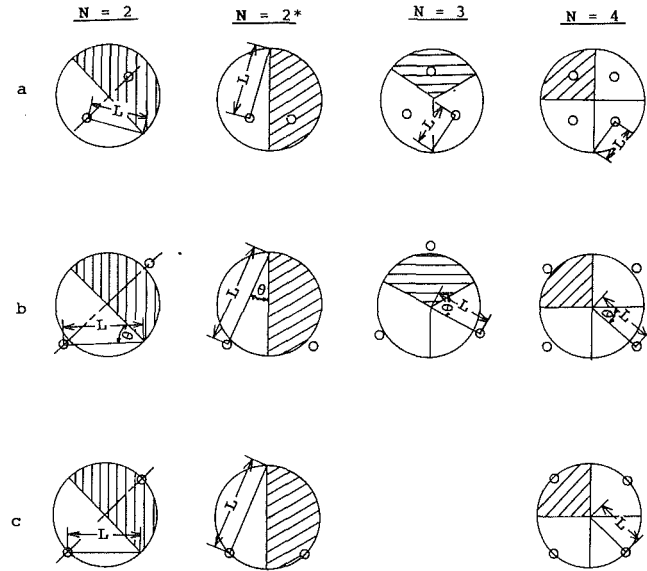 N = 2 N = 2* N = 3 N = 4
a L L L L
b L θ L θ θ L θ L
c L L L